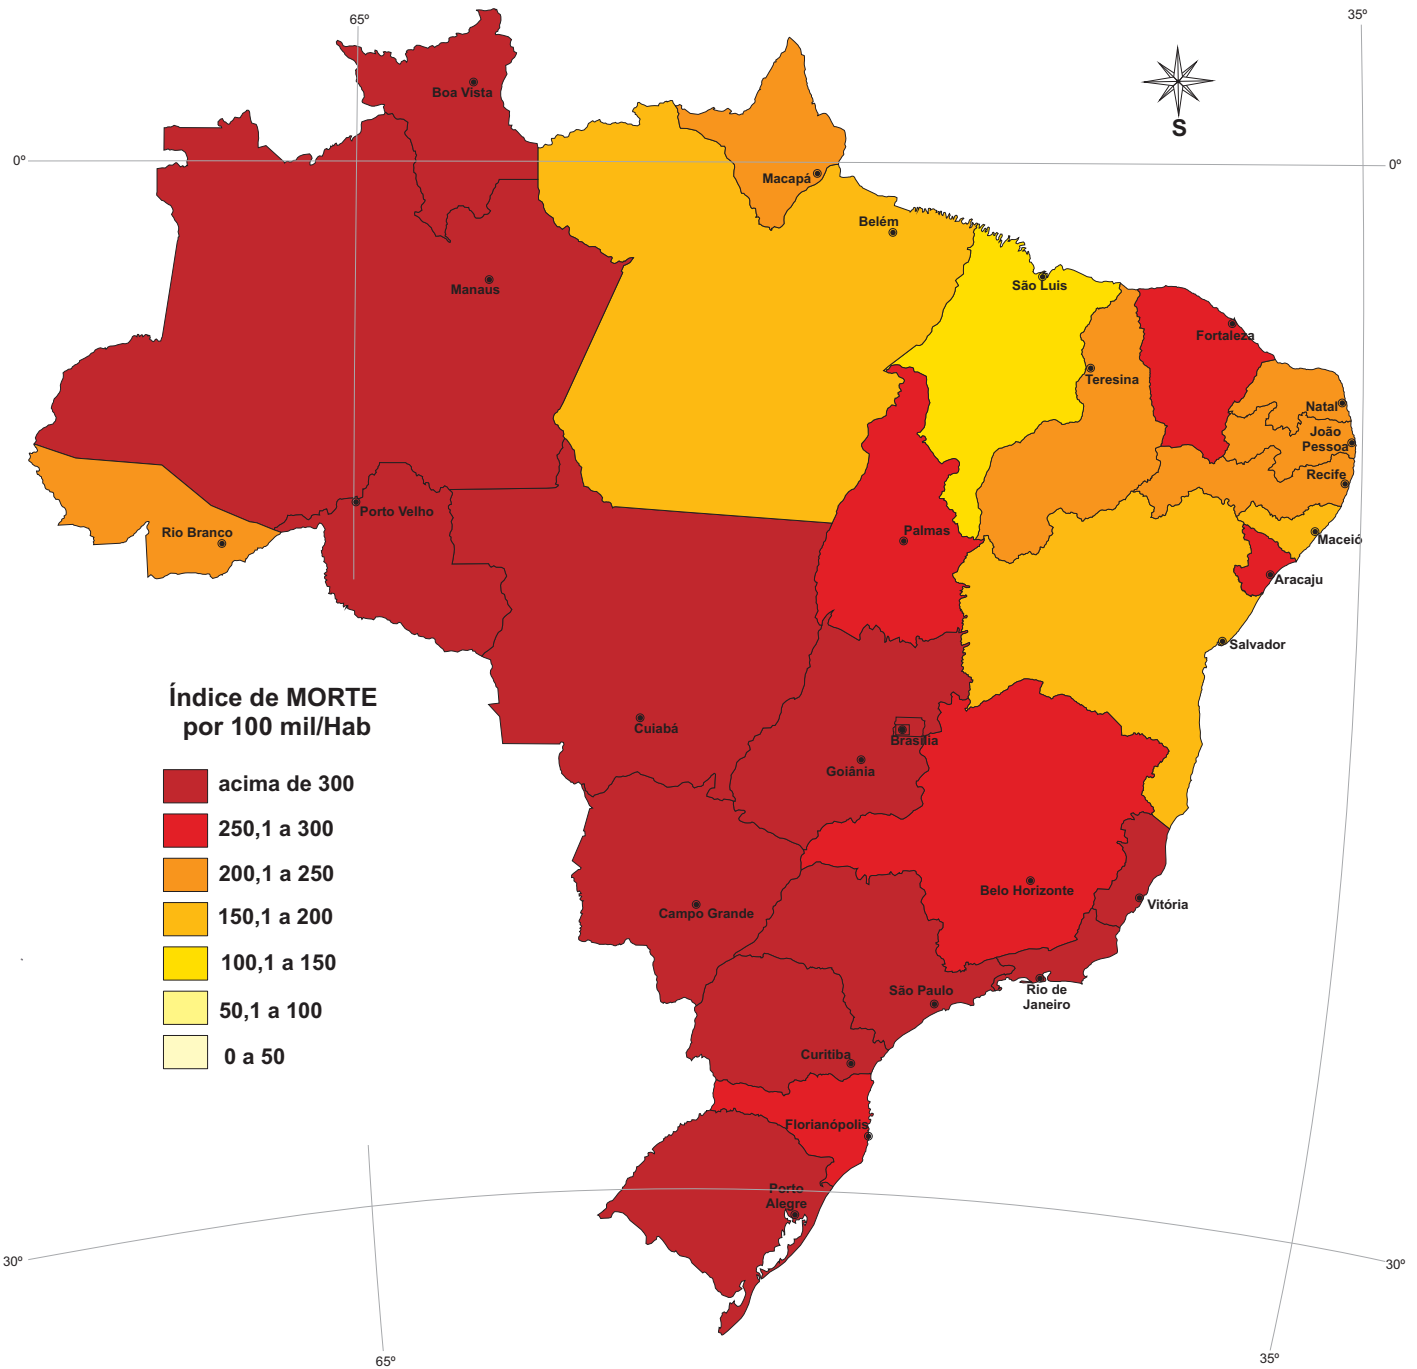 65º
35º
Boa Vista
S
0º
0º
Macapá
Belém
São Luis
Manaus
Fortaleza
Teresina
Natal
João
Pessoa
Recife
Porto Velho
Rio Branco
Palmas
Maceió
Aracaju
Salvador
Índice de MORTE
por 100 mil/Hab
Cuiabá
Brasília
Goiánia
acima de 300
250,1 a 300
200,1 a 250
150,1 a 200
100,1 a 150
50,1 a 100
0 a 50
Belo Horizonte
Vitória
Campo Grande
São Paulo
Rio de
Janeiro
Curitiba
Florianópolis
Porto
Alegre
30º
30º
65º
35º